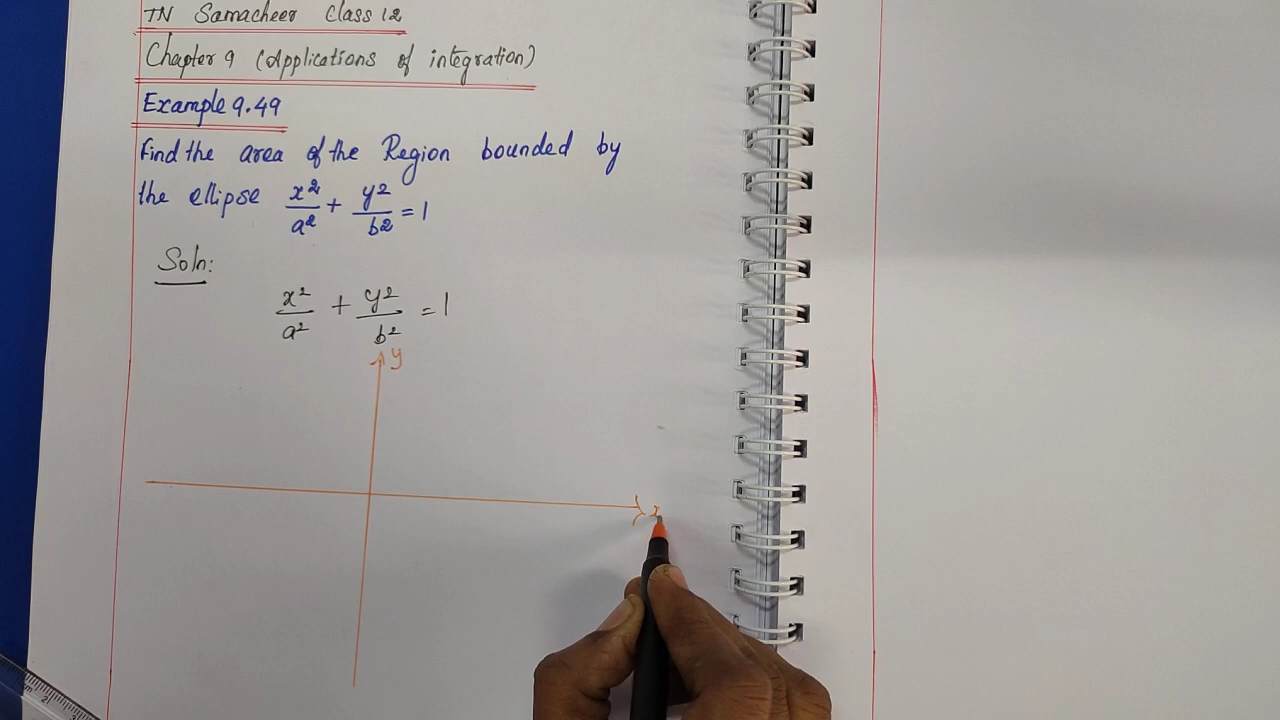 TN Samacheer Class 12
Chapter 9 (Applications of integration)
Example 9.49
Find the area of the Region bounded by
the ellipse x²/a² + y²/b² = 1
Soln:
x²/a² + y²/b² = 1
y
x